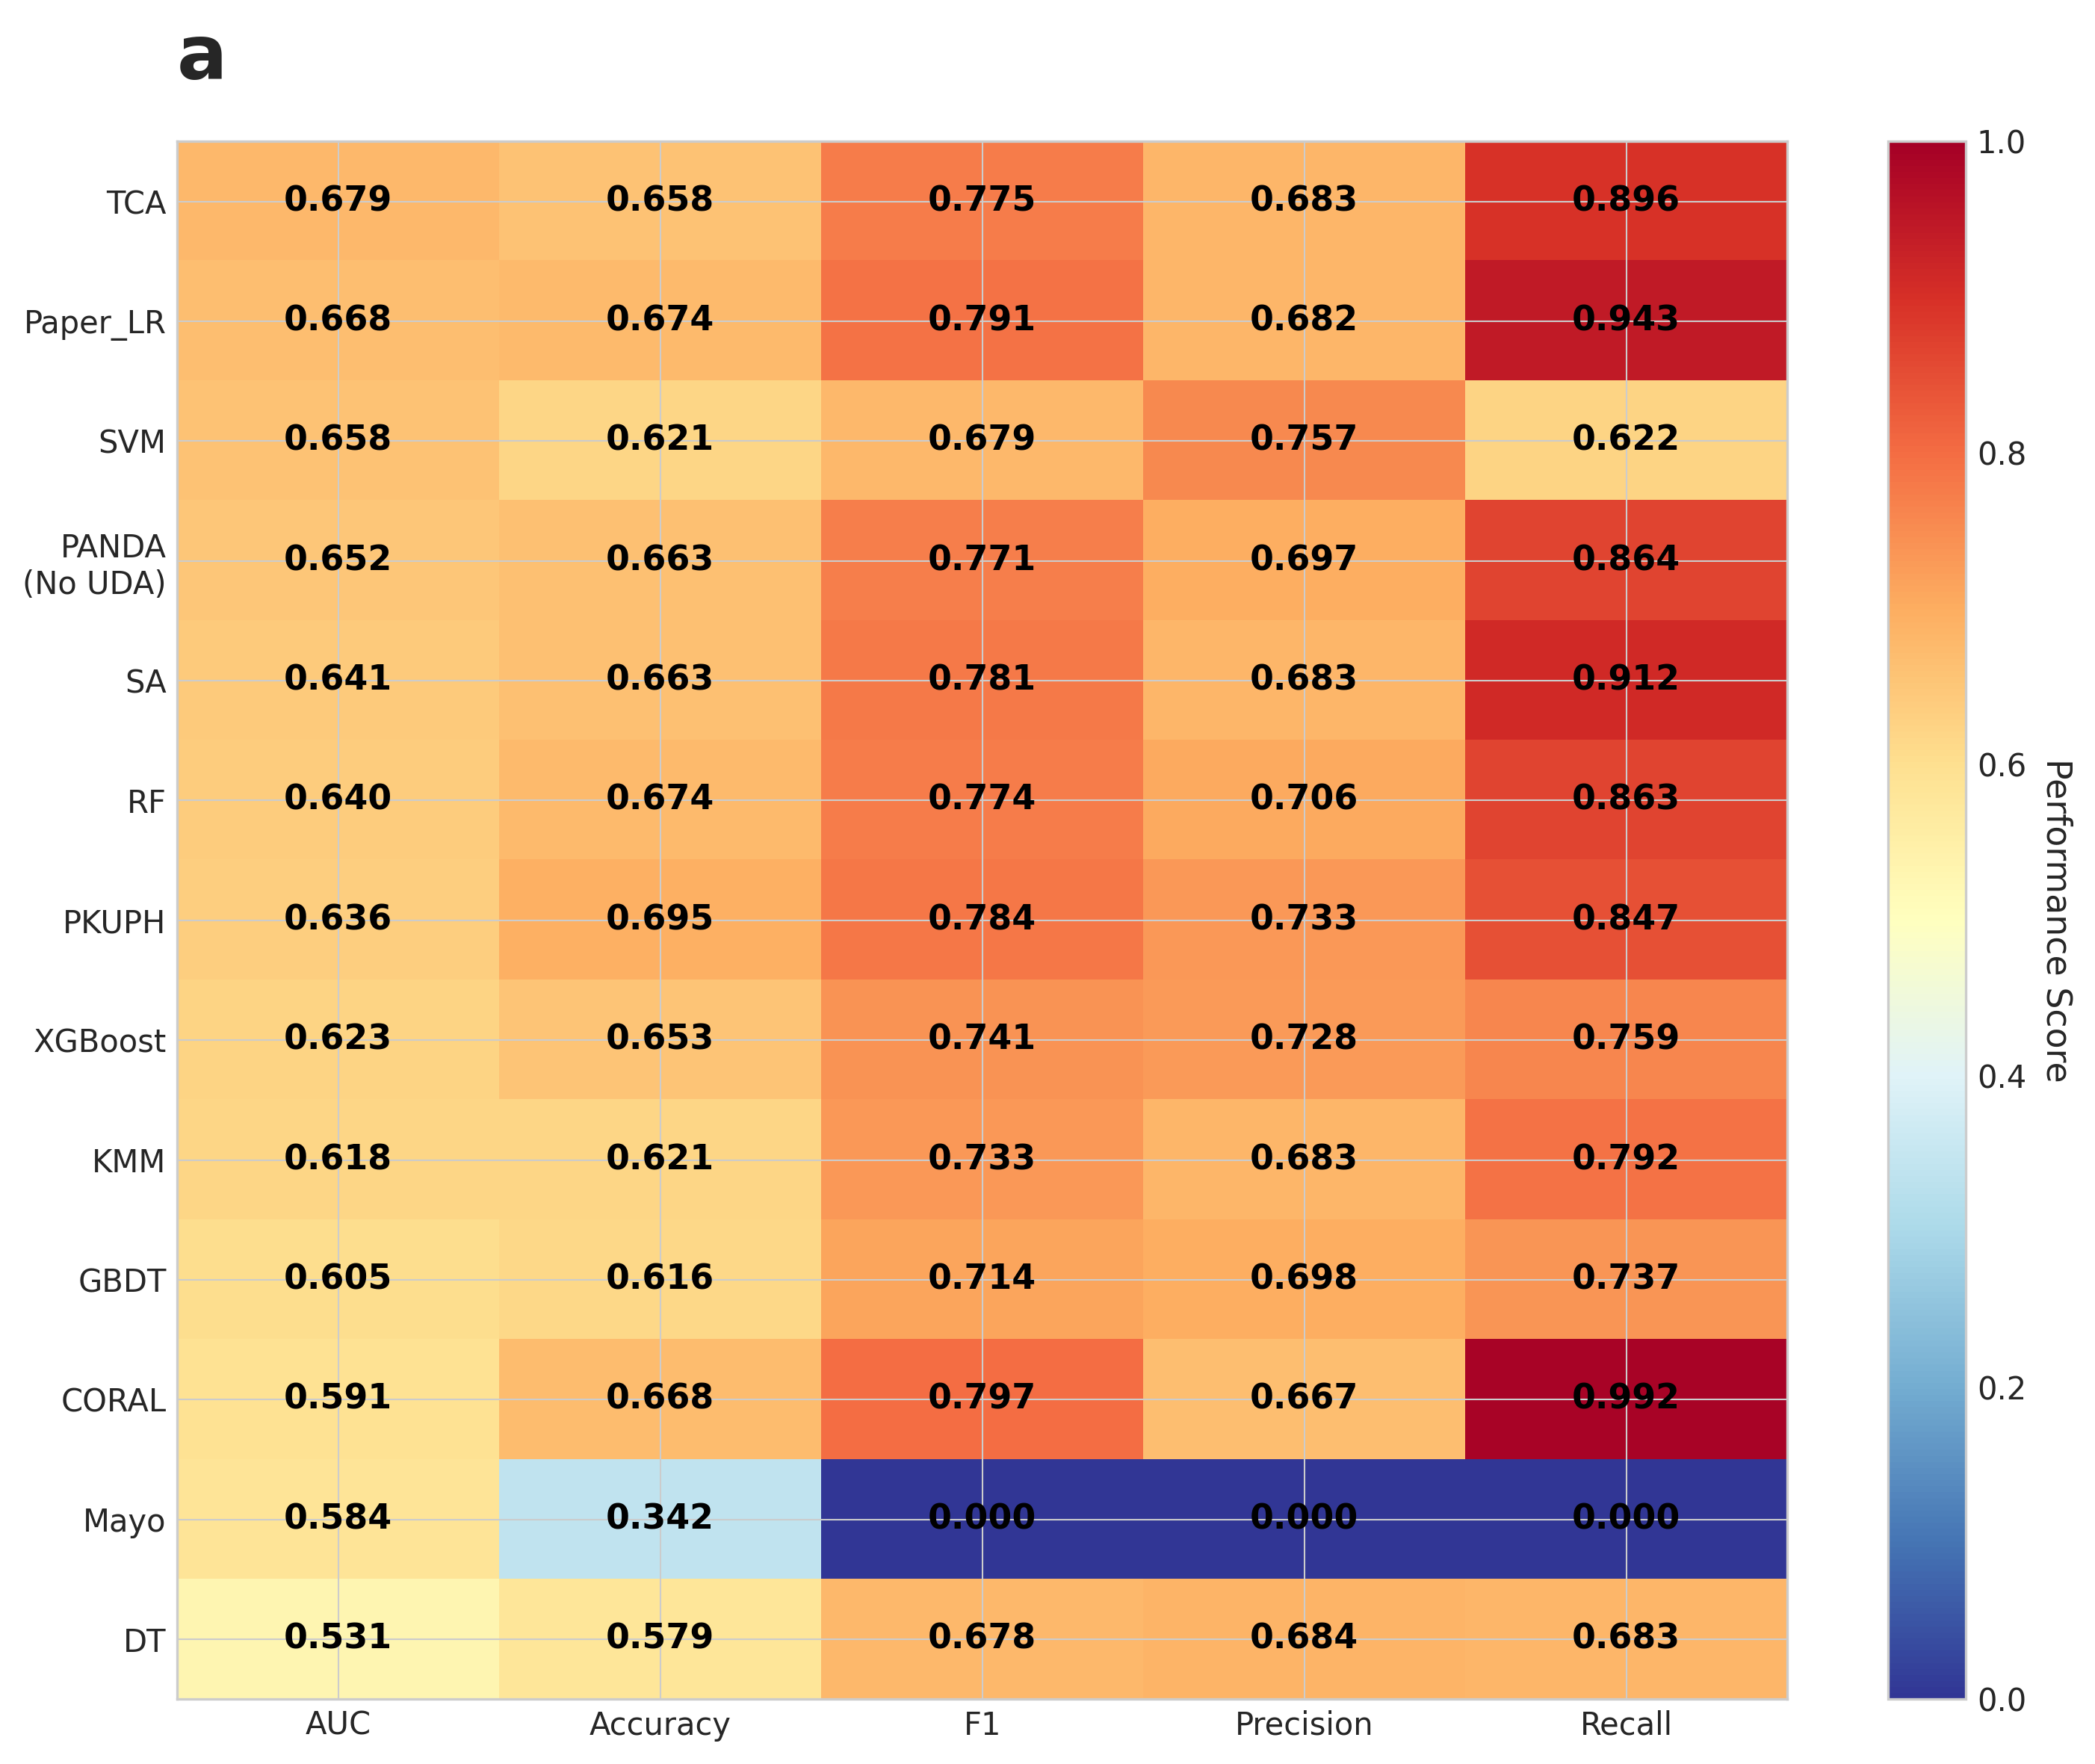 a
TCA 0.679 0.658 0.775 0.683 0.896
Paper_LR 0.668 0.674 0.791 0.682 0.943
SVM 0.658 0.621 0.679 0.757 0.622
PANDA
(No UDA) 0.652 0.663 0.771 0.697 0.864
SA 0.641 0.663 0.781 0.683 0.912
RF 0.640 0.674 0.774 0.706 0.863
PKUPH 0.636 0.695 0.784 0.733 0.847
XGBoost 0.623 0.653 0.741 0.728 0.759
KMM 0.618 0.621 0.733 0.683 0.792
GBDT 0.605 0.616 0.714 0.698 0.737
CORAL 0.591 0.668 0.797 0.667 0.992
Mayo 0.584 0.342 0.000 0.000 0.000
DT 0.531 0.579 0.678 0.684 0.683
AUC Accuracy F1 Precision Recall
1.0
0.8
0.6
0.4
0.2
0.0
Performance Score